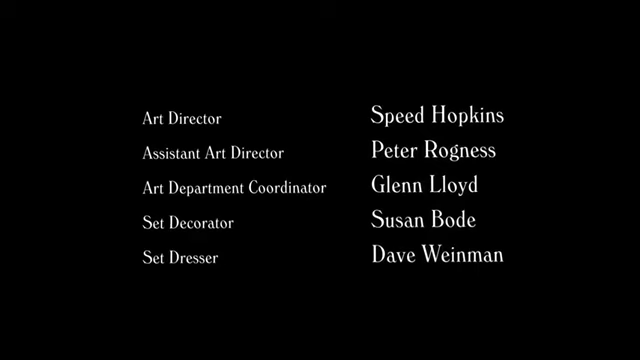 Art Director Speed Hopkins
Assistant Art Director Peter Rogness
Art Department Coordinator Glenn Lloyd
Set Decorator Susan Bode
Set Dresser Dave Weinman